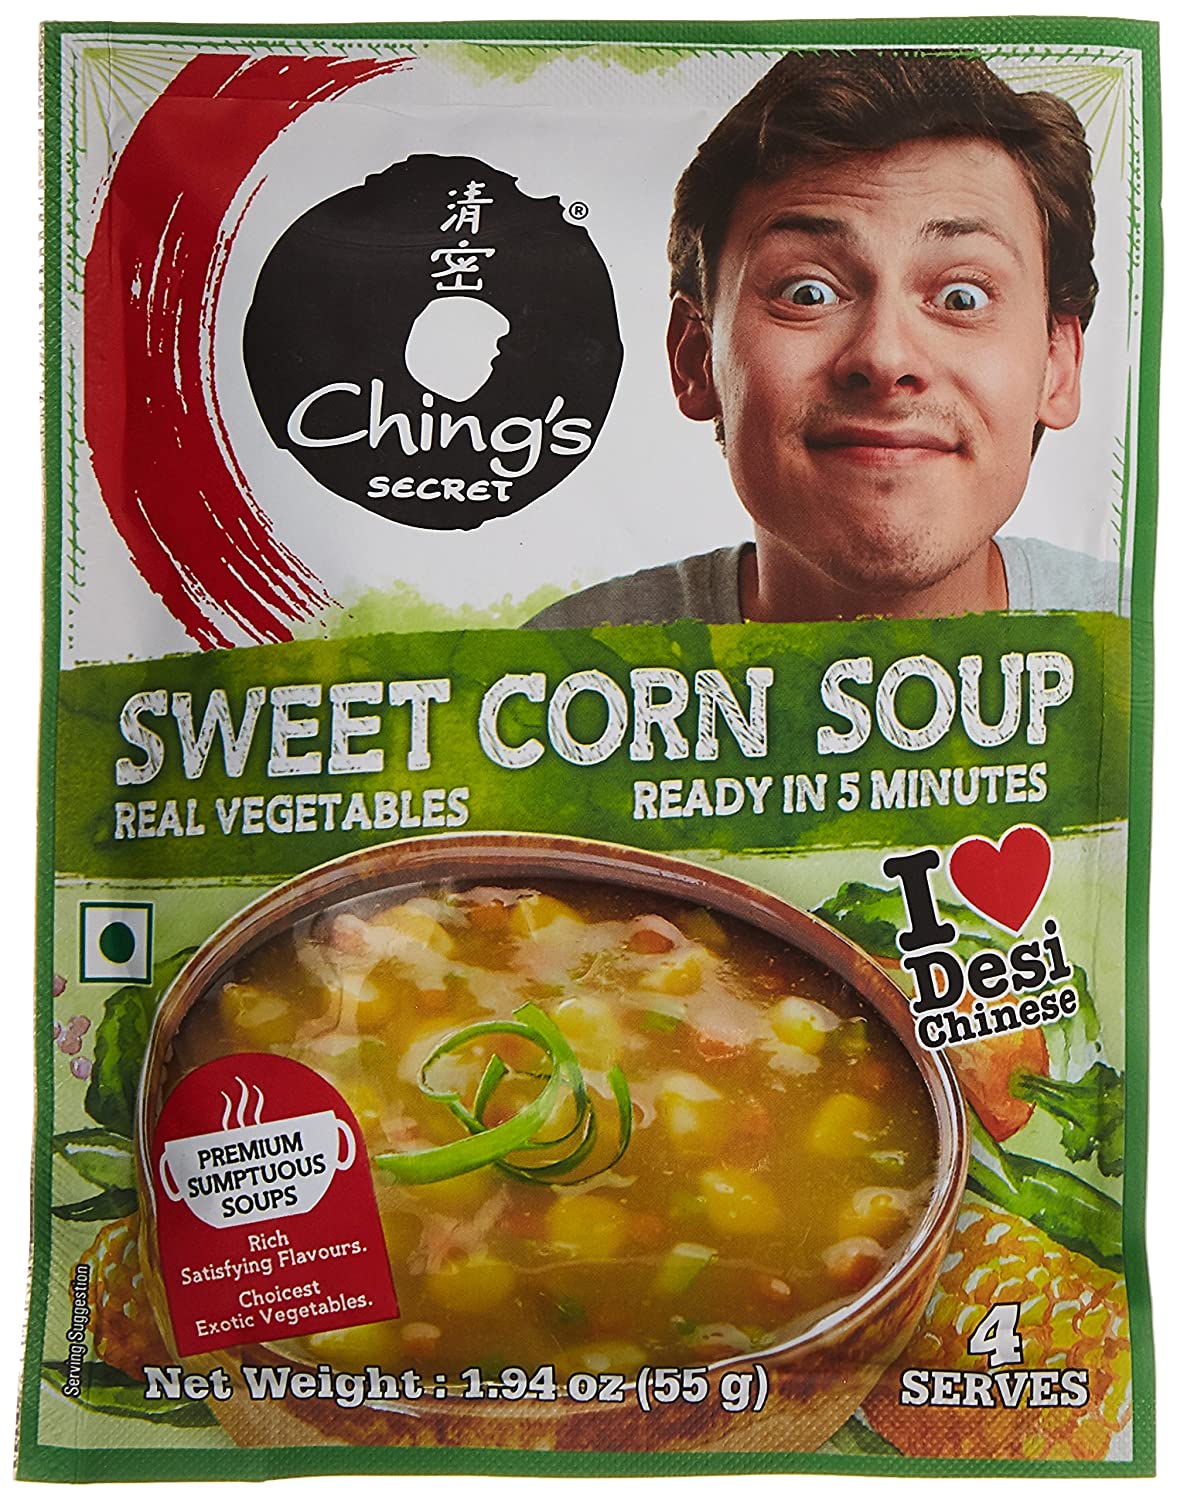 清
密
®
Ching's
SECRET
SWEET CORN SOUP
REAL VEGETABLES
READY IN 5 MINUTES
I ♥
Desi
Chinese
PREMIUM
SUMPTUOUS
SOUPS
Rich
Satisfying Flavours.
Choicest
Exotic Vegetables.
Serving Suggestion
Net Weight : 1.94 oz (55 g)
4
SERVES